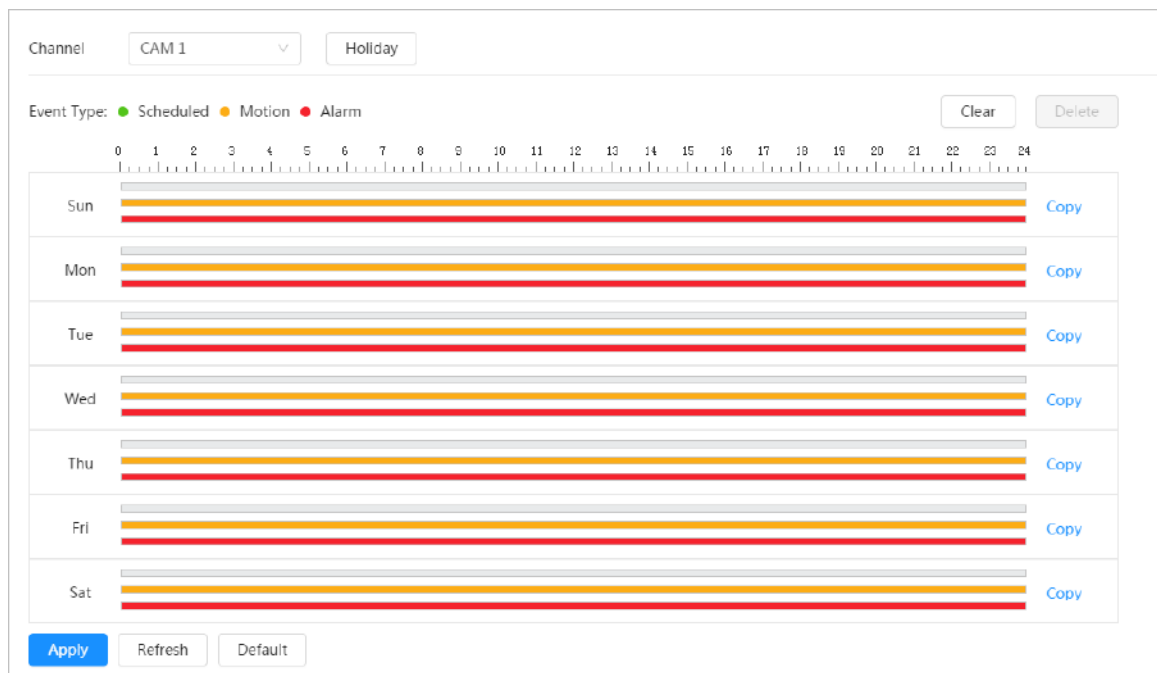 Channel CAM 1 Holiday
Event Type: Scheduled Motion Alarm Clear Delete
0 1 2 3 4 5 6 7 8 9 10 11 12 13 14 15 16 17 18 19 20 21 22 23 24
Sun Copy
Mon Copy
Tue Copy
Wed Copy
Thu Copy
Fri Copy
Sat Copy
Apply Refresh Default